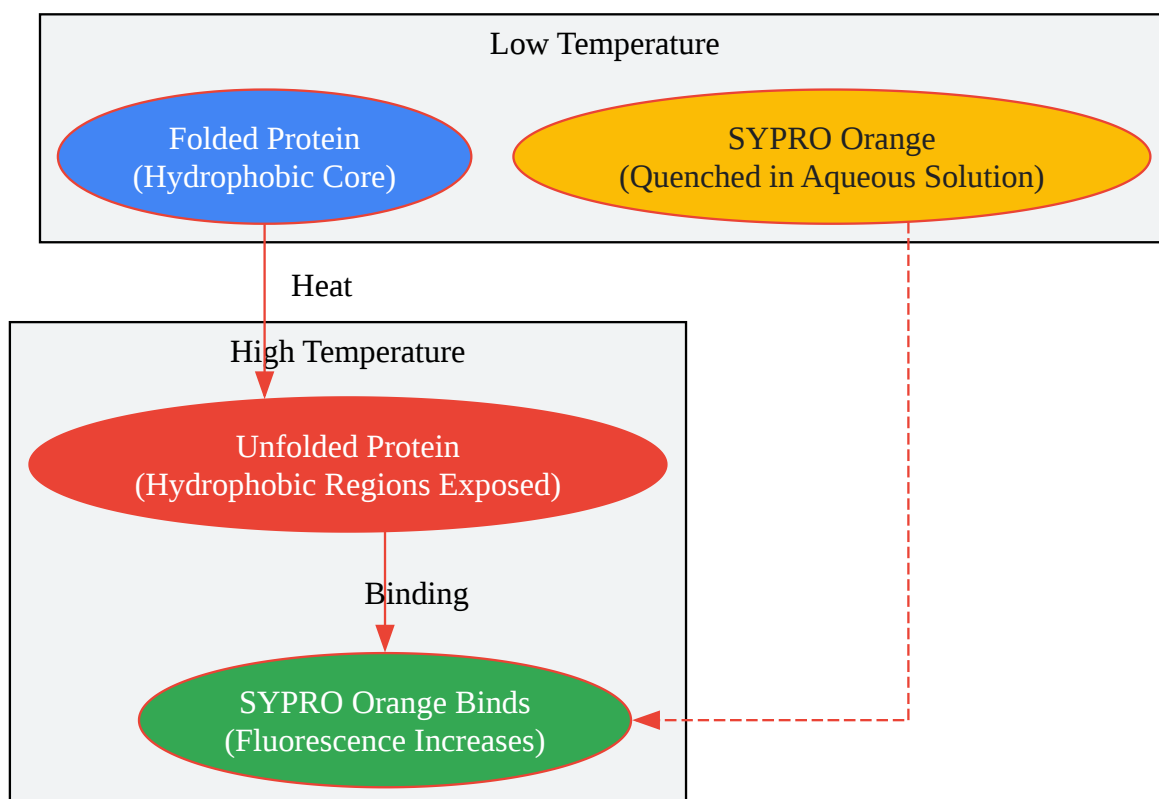 Low Temperature
Folded Protein
(Hydrophobic Core)
SYPRO Orange
(Quenched in Aqueous Solution)
Heat
High Temperature
Unfolded Protein
(Hydrophobic Regions Exposed)
Binding
SYPRO Orange Binds
(Fluorescence Increases)